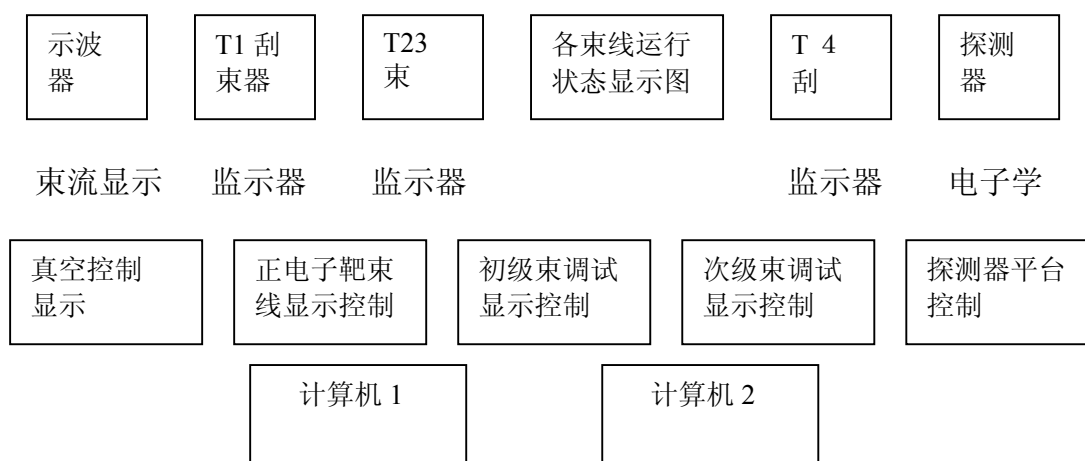 示波
器
T1 刮
束器
T23
束
各束线运行
状态显示图
T 4
刮
探测
器
束流显示
监示器
监示器
监示器
电子学
真空控制
显示
正电子靶束
线显示控制
初级束调试
显示控制
次级束调试
显示控制
探测器平台
控制
计算机 1
计算机 2